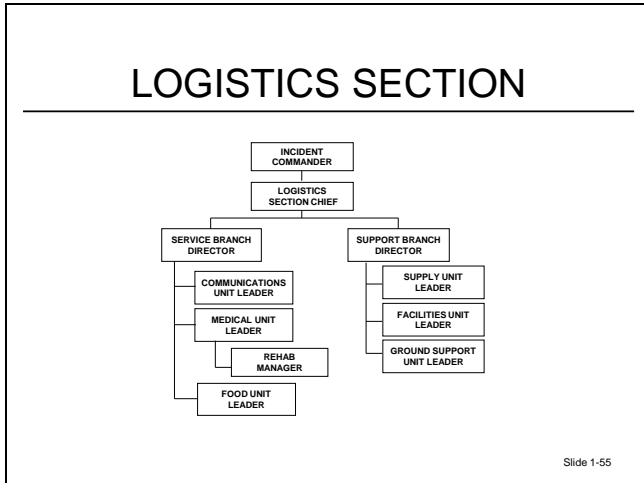 LOGISTICS SECTION
INCIDENT
COMMANDER
LOGISTICS
SECTION CHIEF
SERVICE BRANCH
DIRECTOR
SUPPORT BRANCH
DIRECTOR
COMMUNICATIONS
UNIT LEADER
MEDICAL UNIT
LEADER
REHAB
MANAGER
FOOD UNIT
LEADER
SUPPLY UNIT
LEADER
FACILITIES UNIT
LEADER
GROUND SUPPORT
UNIT LEADER
Slide 1-55